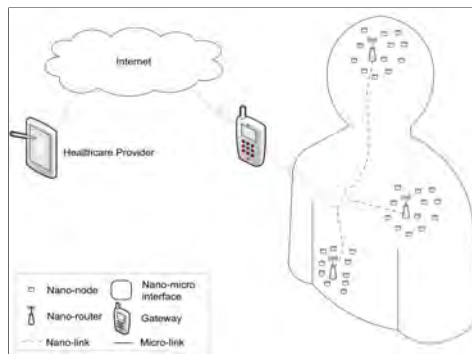 Internet
Healthcare Provider
Nano-node
Nano-micro
interface
Nano-router
Gateway
Nano-link
Micro-link